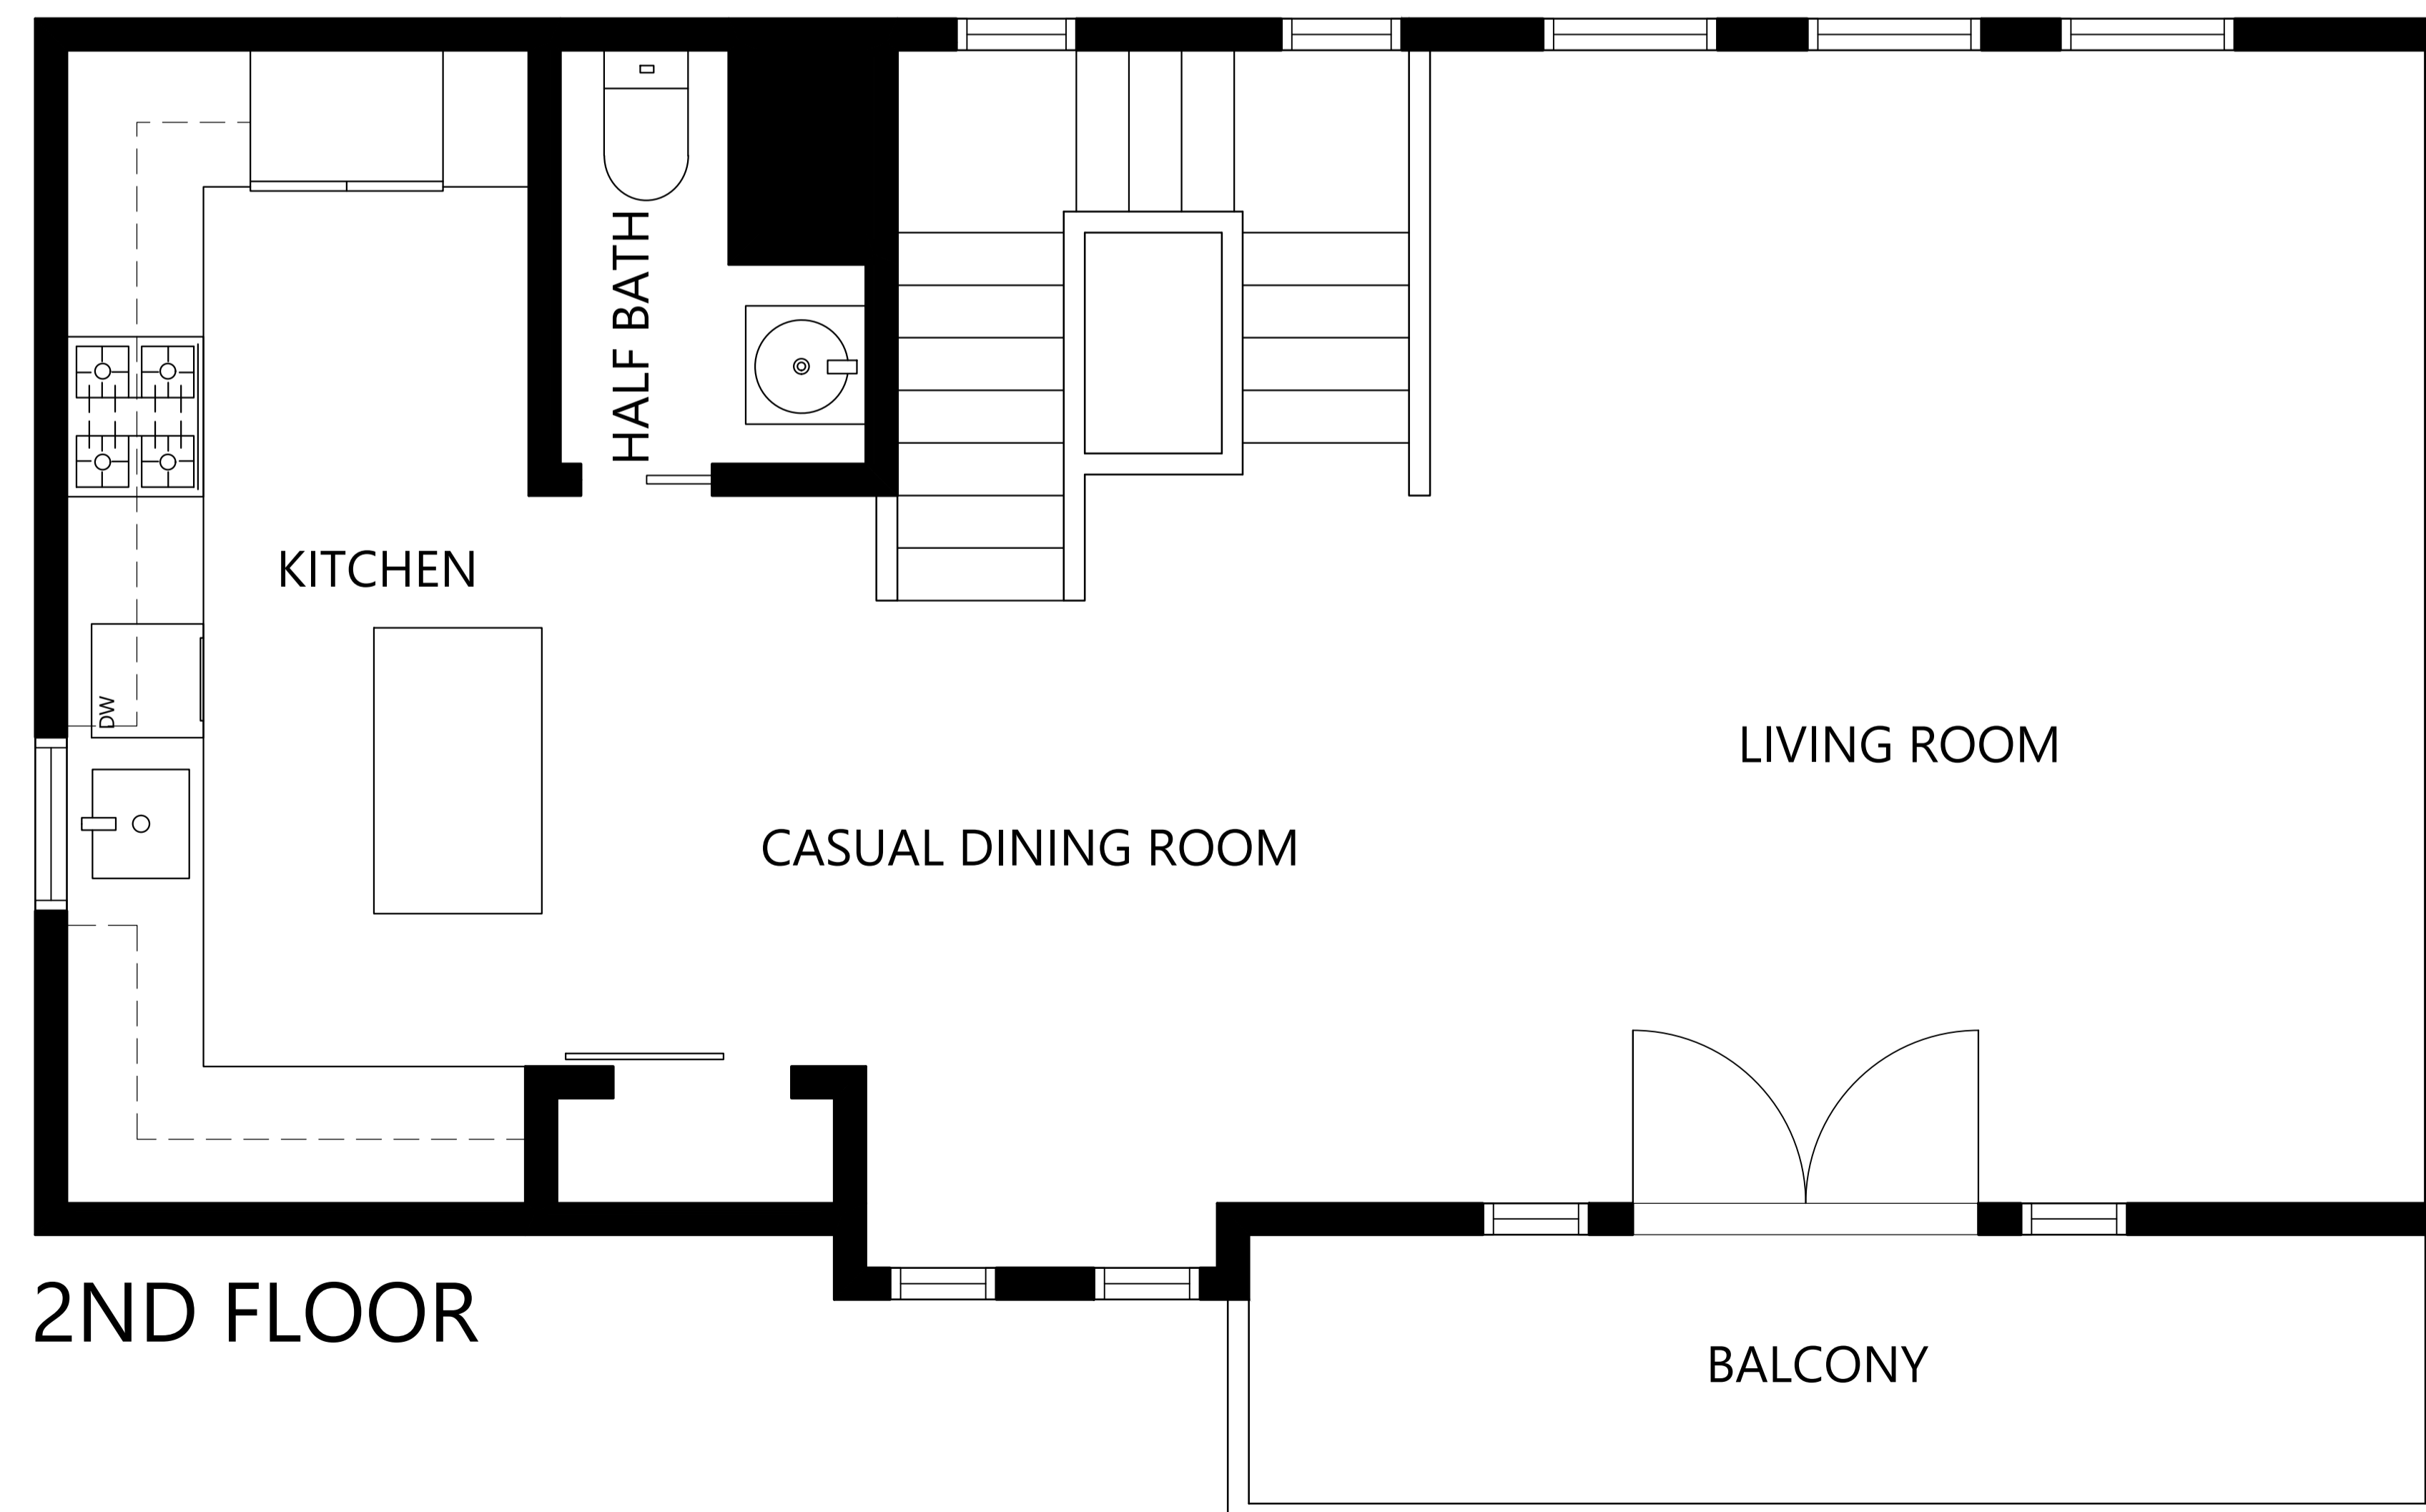 HALF BATH
KITCHEN
DW
LIVING ROOM
CASUAL DINING ROOM
2ND FLOOR
BALCONY